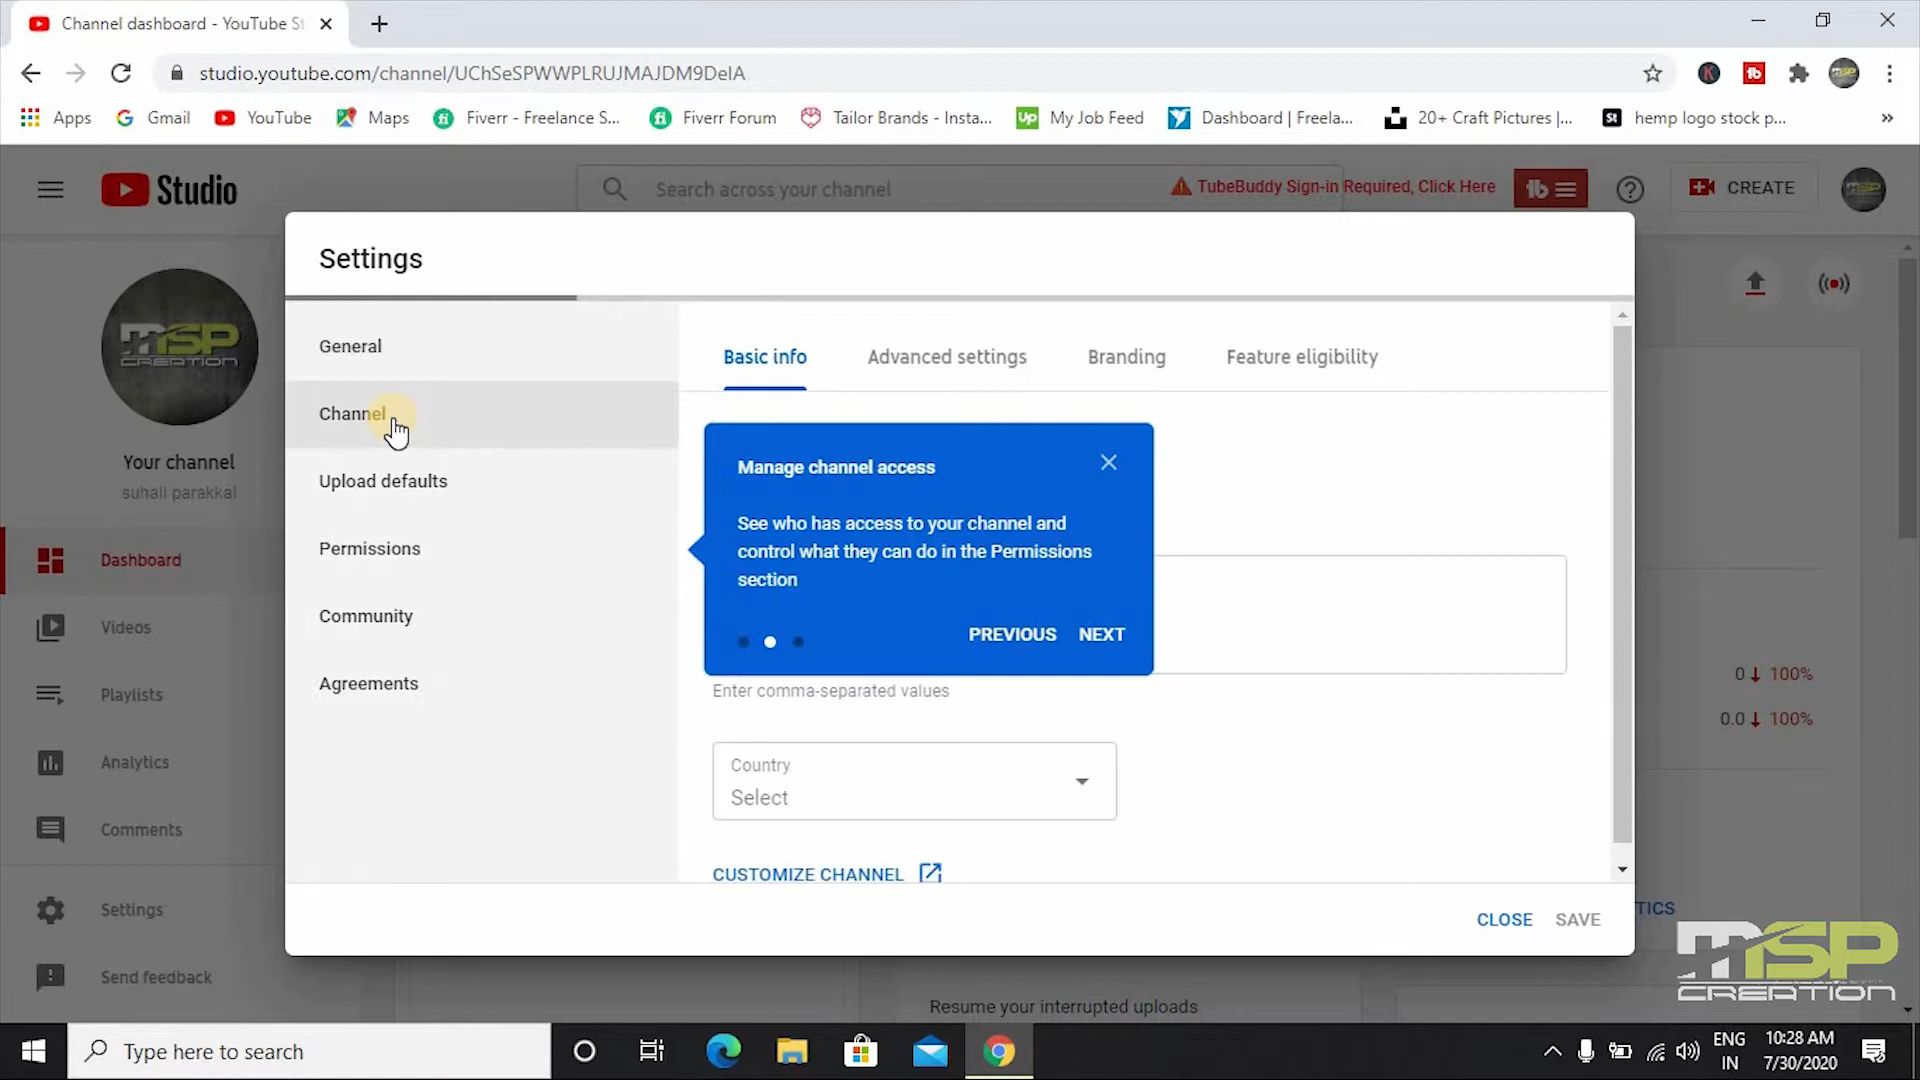 Channel dashboard - YouTube St
studio.youtube.com/channel/UChSeSPWWPLRUJMAJDM9DeIA
Apps
Gmail
YouTube
Maps
Fiverr - Freelance S...
Fiverr Forum
Tailor Brands - Insta...
My Job Feed
Dashboard | Freela...
20+ Craft Pictures |...
hemp logo stock p...
Studio
Search across your channel
TubeBuddy Sign-in Required, Click Here
CREATE
Settings
MSP
CREATION
Your channel
suhail parakkal
Dashboard
Videos
Playlists
Analytics
Comments
Settings
Send feedback
General
Channel
Upload defaults
Permissions
Community
Agreements
Basic info
Advanced settings
Branding
Feature eligibility
Manage channel access
See who has access to your channel and
control what they can do in the Permissions
section
PREVIOUS
NEXT
Enter comma-separated values
Country
Select
CUSTOMIZE CHANNEL
CLOSE
SAVE
0 100%
0.0 100%
TICS
Resume your interrupted uploads
MSP
CREATION
Type here to search
ENG
IN
10:28 AM
7/30/2020